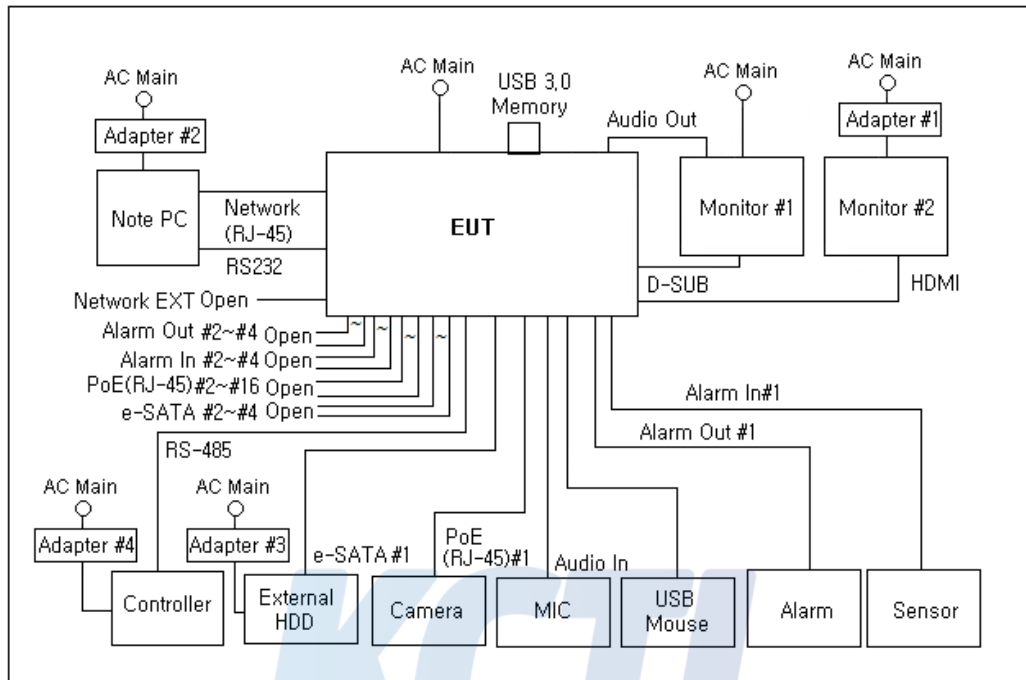 AC Main
AC Main
USB 3,0
Memory
AC Main
AC Main
Adapter #2
Audio Out
Adapter #1
Note PC
Network
(RJ-45)
RS232
EUT
Monitor #1
Monitor #2
D-SUB
HDMI
Network EXT Open
Alarm Out #2~#4 Open
~ ~ ~ ~
Alarm In #2~#4 Open
PoE(RJ-45)#2~#16 Open
e-SATA #2~#4 Open
Alarm In#1
RS-485
Alarm Out #1
AC Main
AC Main
Adapter #4
Adapter #3
e-SATA #1
PoE
(RJ-45)#1
Audio In
Controller
External
HDD
Camera
MIC
USB
Mouse
Alarm
Sensor
KCTL